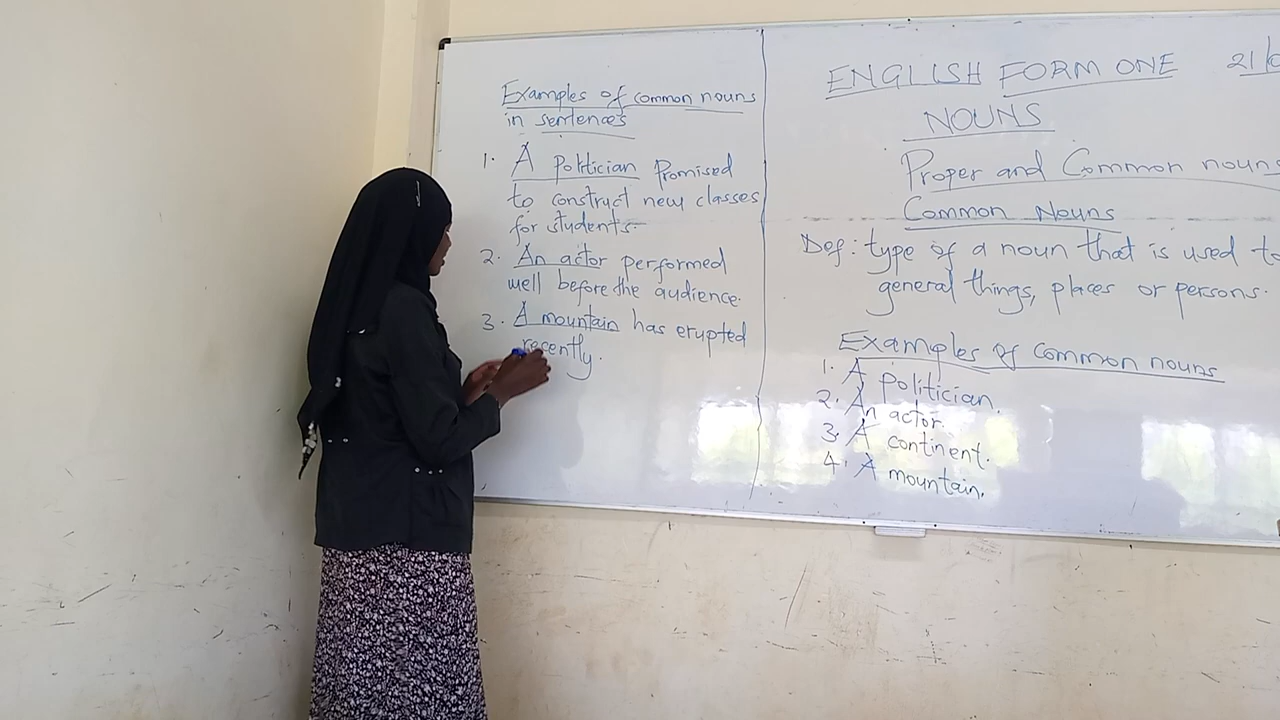 Examples of common nouns
in sentences
1. A politician promised
to construct new classes
for students.
2. An actor performed
well before the audience.
3. A mountain has erupted
recently.
ENGLISH FORM ONE 21/
NOUNS
Proper and Common nouns
Common Nouns
Def: type of a noun that is used to
general things, places or persons.
Examples of common nouns
1. A politician.
2. An actor.
3. A continent.
4. A mountain.